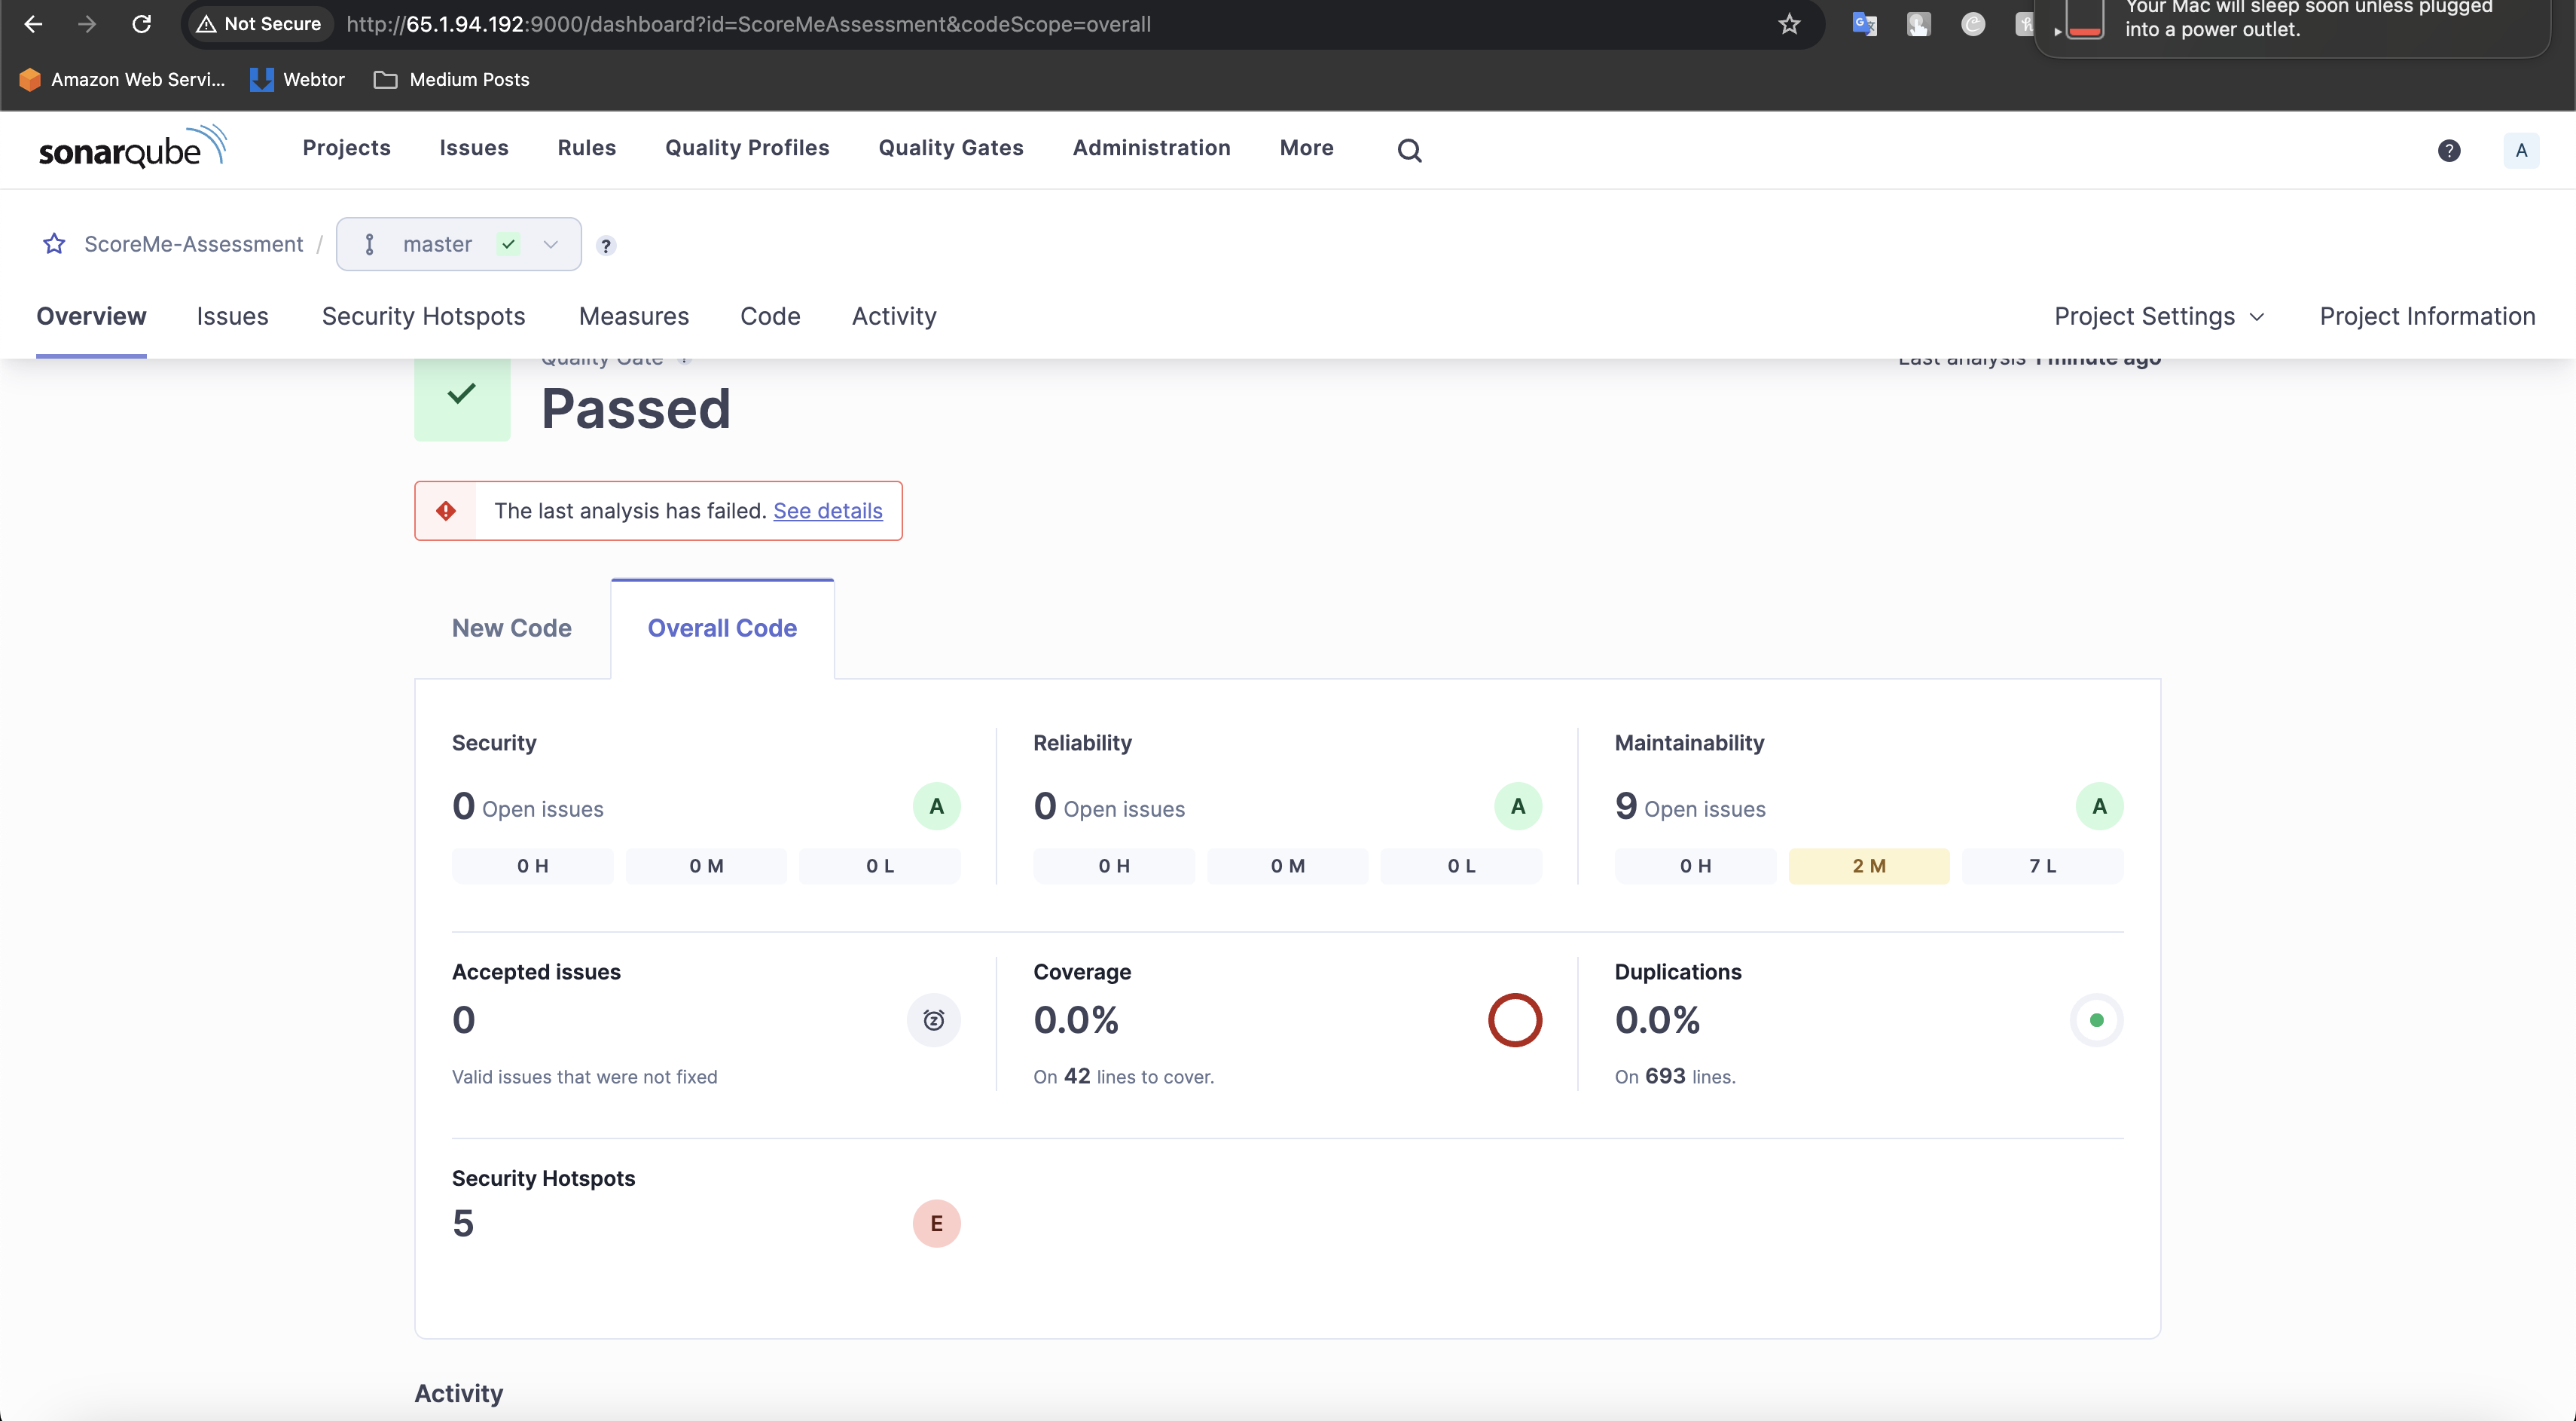 Not Secure http://65.1.94.192:9000/dashboard?id=ScoreMeAssessment&codeScope=overall
Your Mac will sleep soon unless plugged
into a power outlet.
Amazon Web Servi... Webtor Medium Posts
sonarqube Projects Issues Rules Quality Profiles Quality Gates Administration More ? A
ScoreMe-Assessment / master ?
Overview Issues Security Hotspots Measures Code Activity Project Settings Project Information
Quality Gate ? Last analysis 1 minute ago
Passed
The last analysis has failed. See details
New Code Overall Code
Security Reliability Maintainability
0 Open issues A 0 Open issues A 9 Open issues A
0 H 0 M 0 L 0 H 0 M 0 L 0 H 2 M 7 L
Accepted issues Coverage Duplications
0 0.0% 0.0%
Valid issues that were not fixed On 42 lines to cover. On 693 lines.
Security Hotspots
5 E
Activity